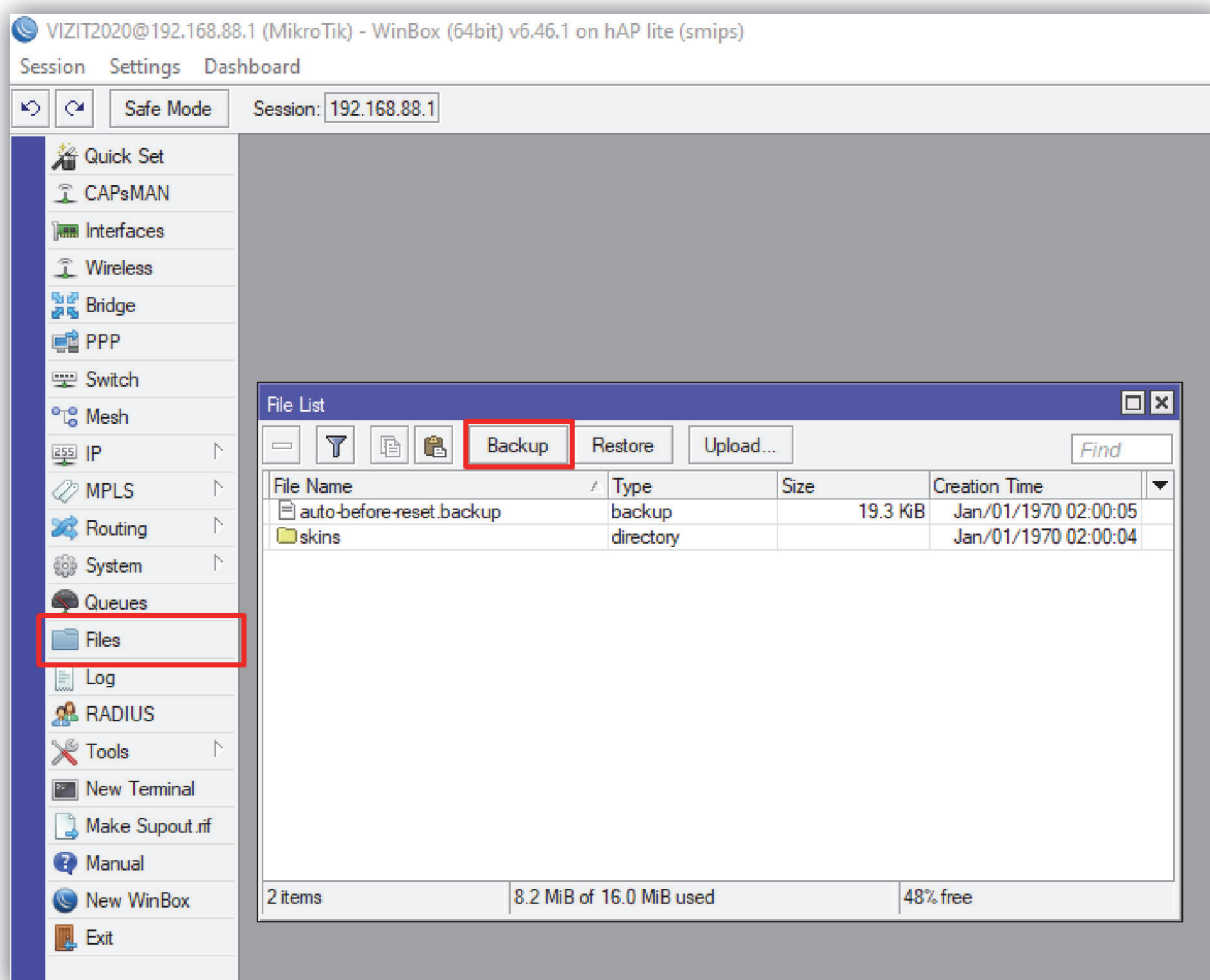 VIZIT2020@192.168.88.1 (MikroTik) - WinBox (64bit) v6.46.1 on hAP lite (smips)
Session Settings Dashboard
Safe Mode Session: 192.168.88.1
Quick Set
CAPsMAN
Interfaces
Wireless
Bridge
PPP
Switch
Mesh
255 IP
MPLS
Routing
System
Queues
Files
Log
RADIUS
Tools
New Terminal
Make Supout.rif
Manual
New WinBox
Exit
File List
Backup Restore Upload... Find
File Name Type Size Creation Time
auto-before-reset.backup backup 19.3 KiB Jan/01/1970 02:00:05
skins directory Jan/01/1970 02:00:04
2 items 8.2 MiB of 16.0 MiB used 48% free